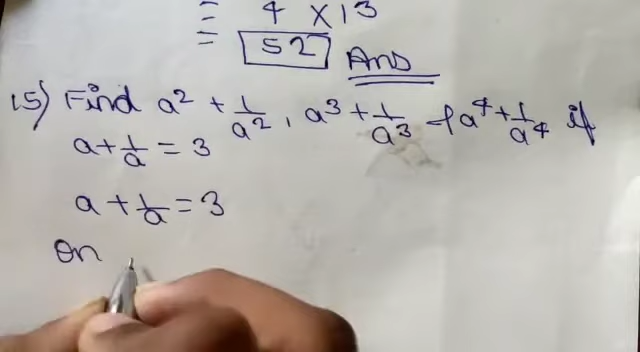 = 4 × 13
= 52 Ans
15) Find a² + 1/a², a³ + 1/a³ & a⁴ + 1/a⁴ if
a + 1/a = 3
a + 1/a = 3
On